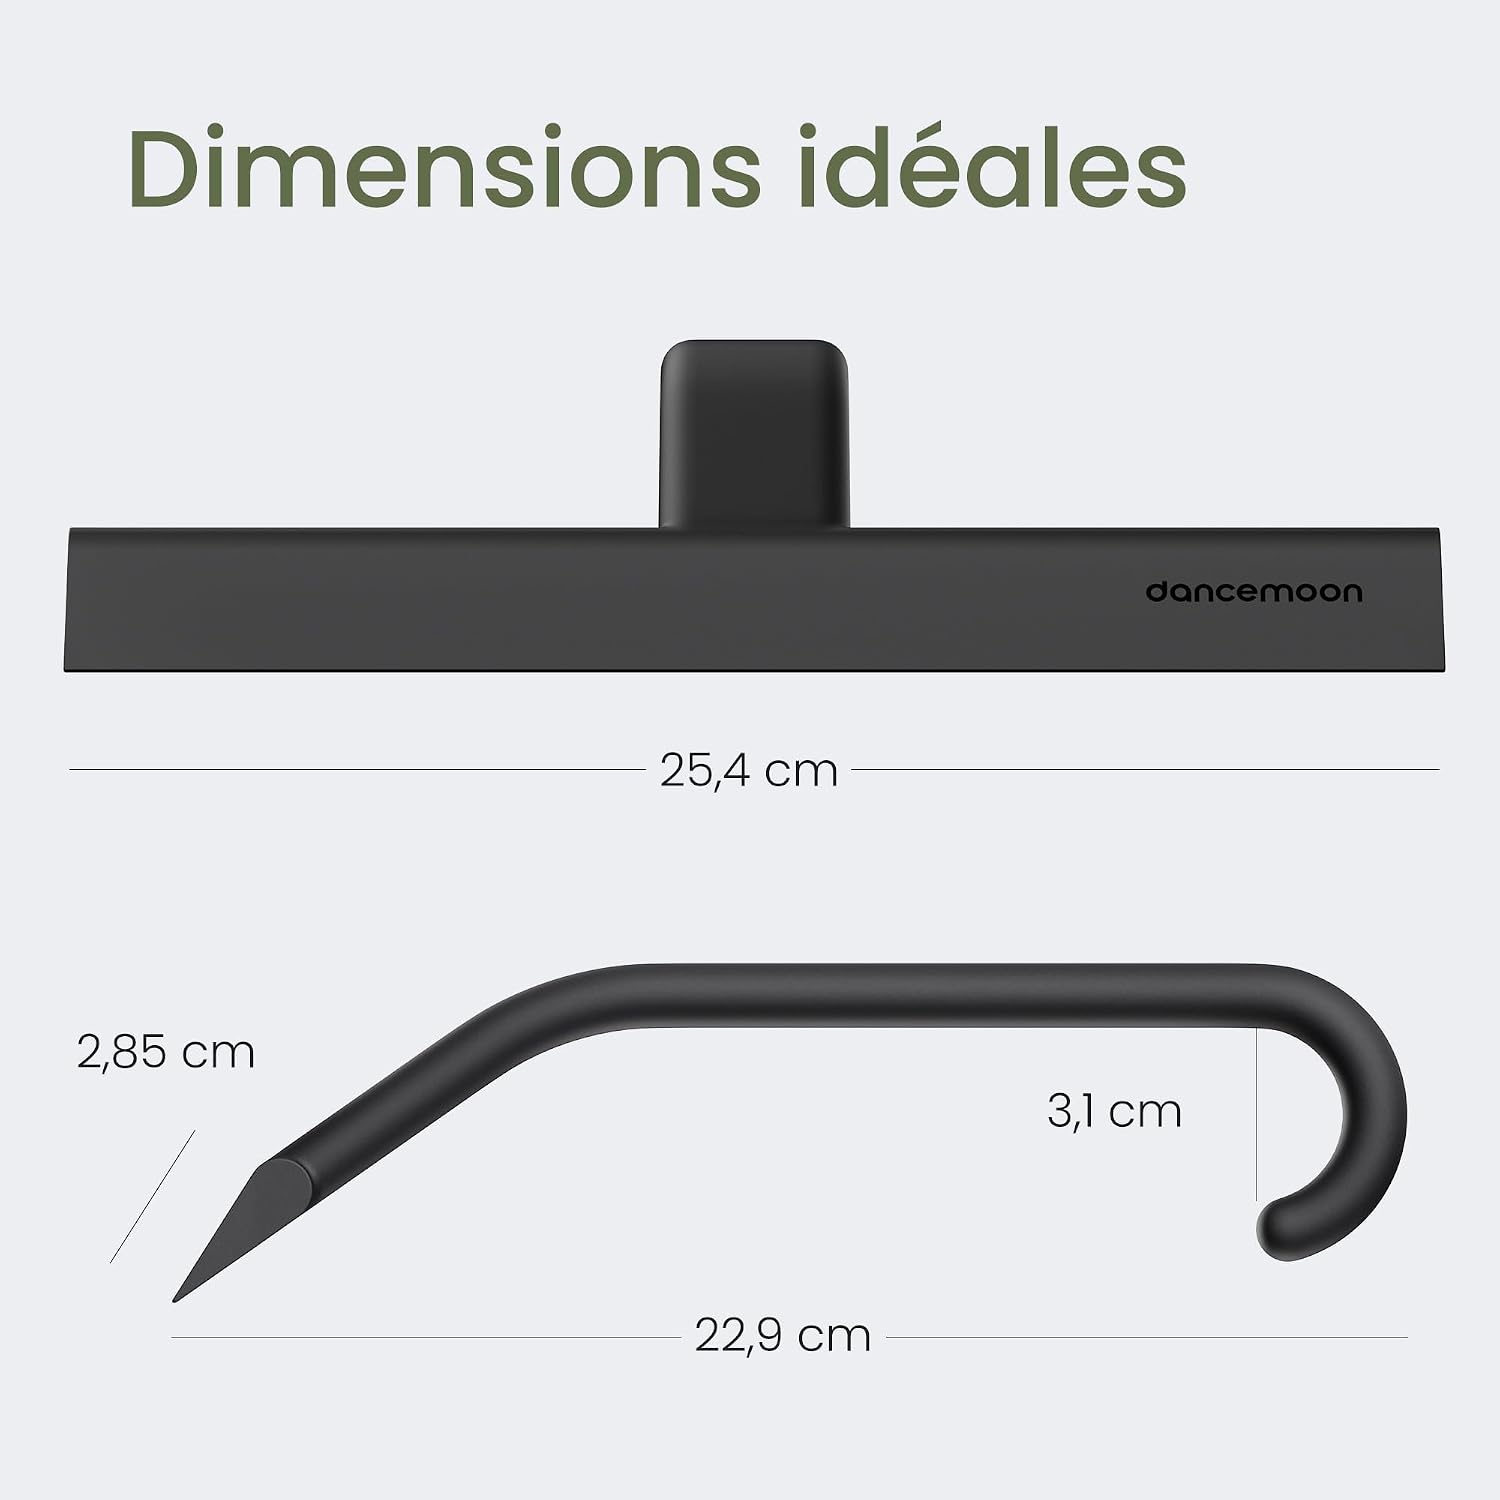 Dimensions idéales
dancemoon
25,4 cm
2,85 cm
3,1 cm
22,9 cm